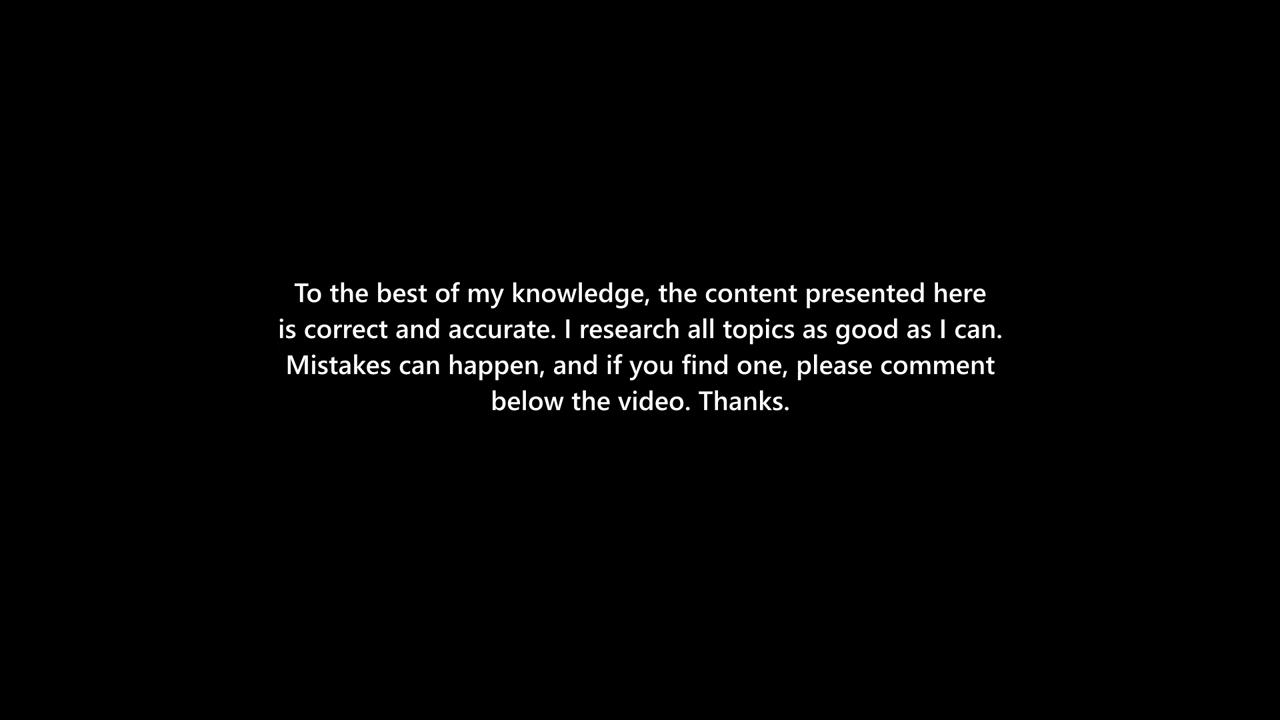 To the best of my knowledge, the content presented here
is correct and accurate. I research all topics as good as I can.
Mistakes can happen, and if you find one, please comment
below the video. Thanks.